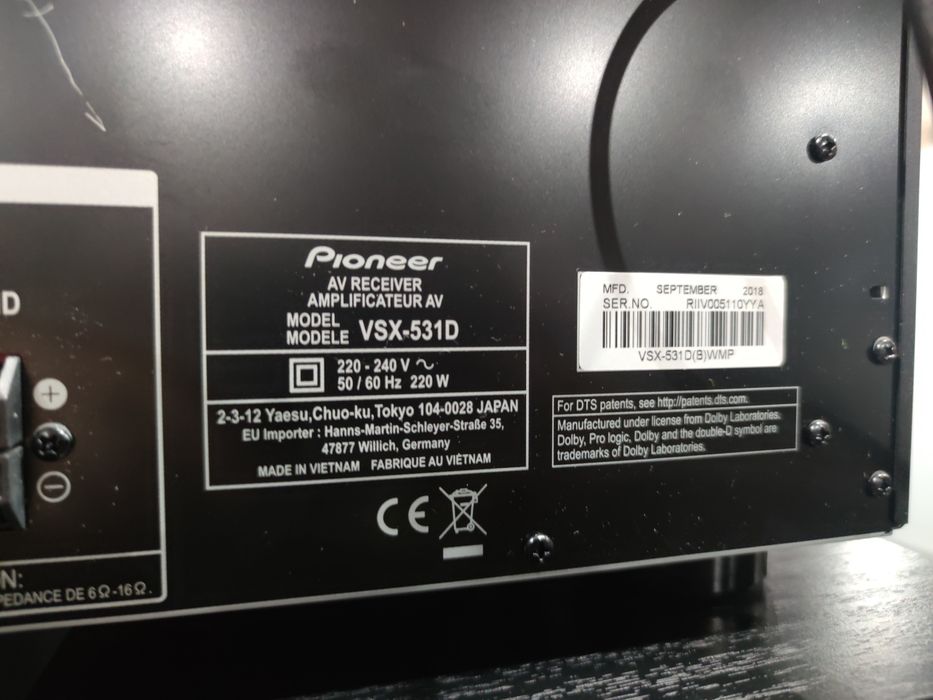 D
+
−
N:
PEDANCE DE 6Ω-16Ω.
Pioneer
AV RECEIVER
AMPLIFICATEUR AV
MODEL
MODÈLE VSX-531D
220 - 240 V ~
50 / 60 Hz 220 W
2-3-12 Yaesu,Chuo-ku,Tokyo 104-0028 JAPAN
EU Importer : Hanns-Martin-Schleyer-Straße 35,
47877 Willich, Germany
MADE IN VIETNAM FABRIQUE AU VIÊTNAM
CE
MFD. SEPTEMBER 2018
SER.NO. RIIV005110YYA
VSX-531D(B)WMP
For DTS patents, see http://patents.dts.com.
Manufactured under license from Dolby Laboratories.
Dolby, Pro logic, Dolby and the double-D symbol are
trademarks of Dolby Laboratories.